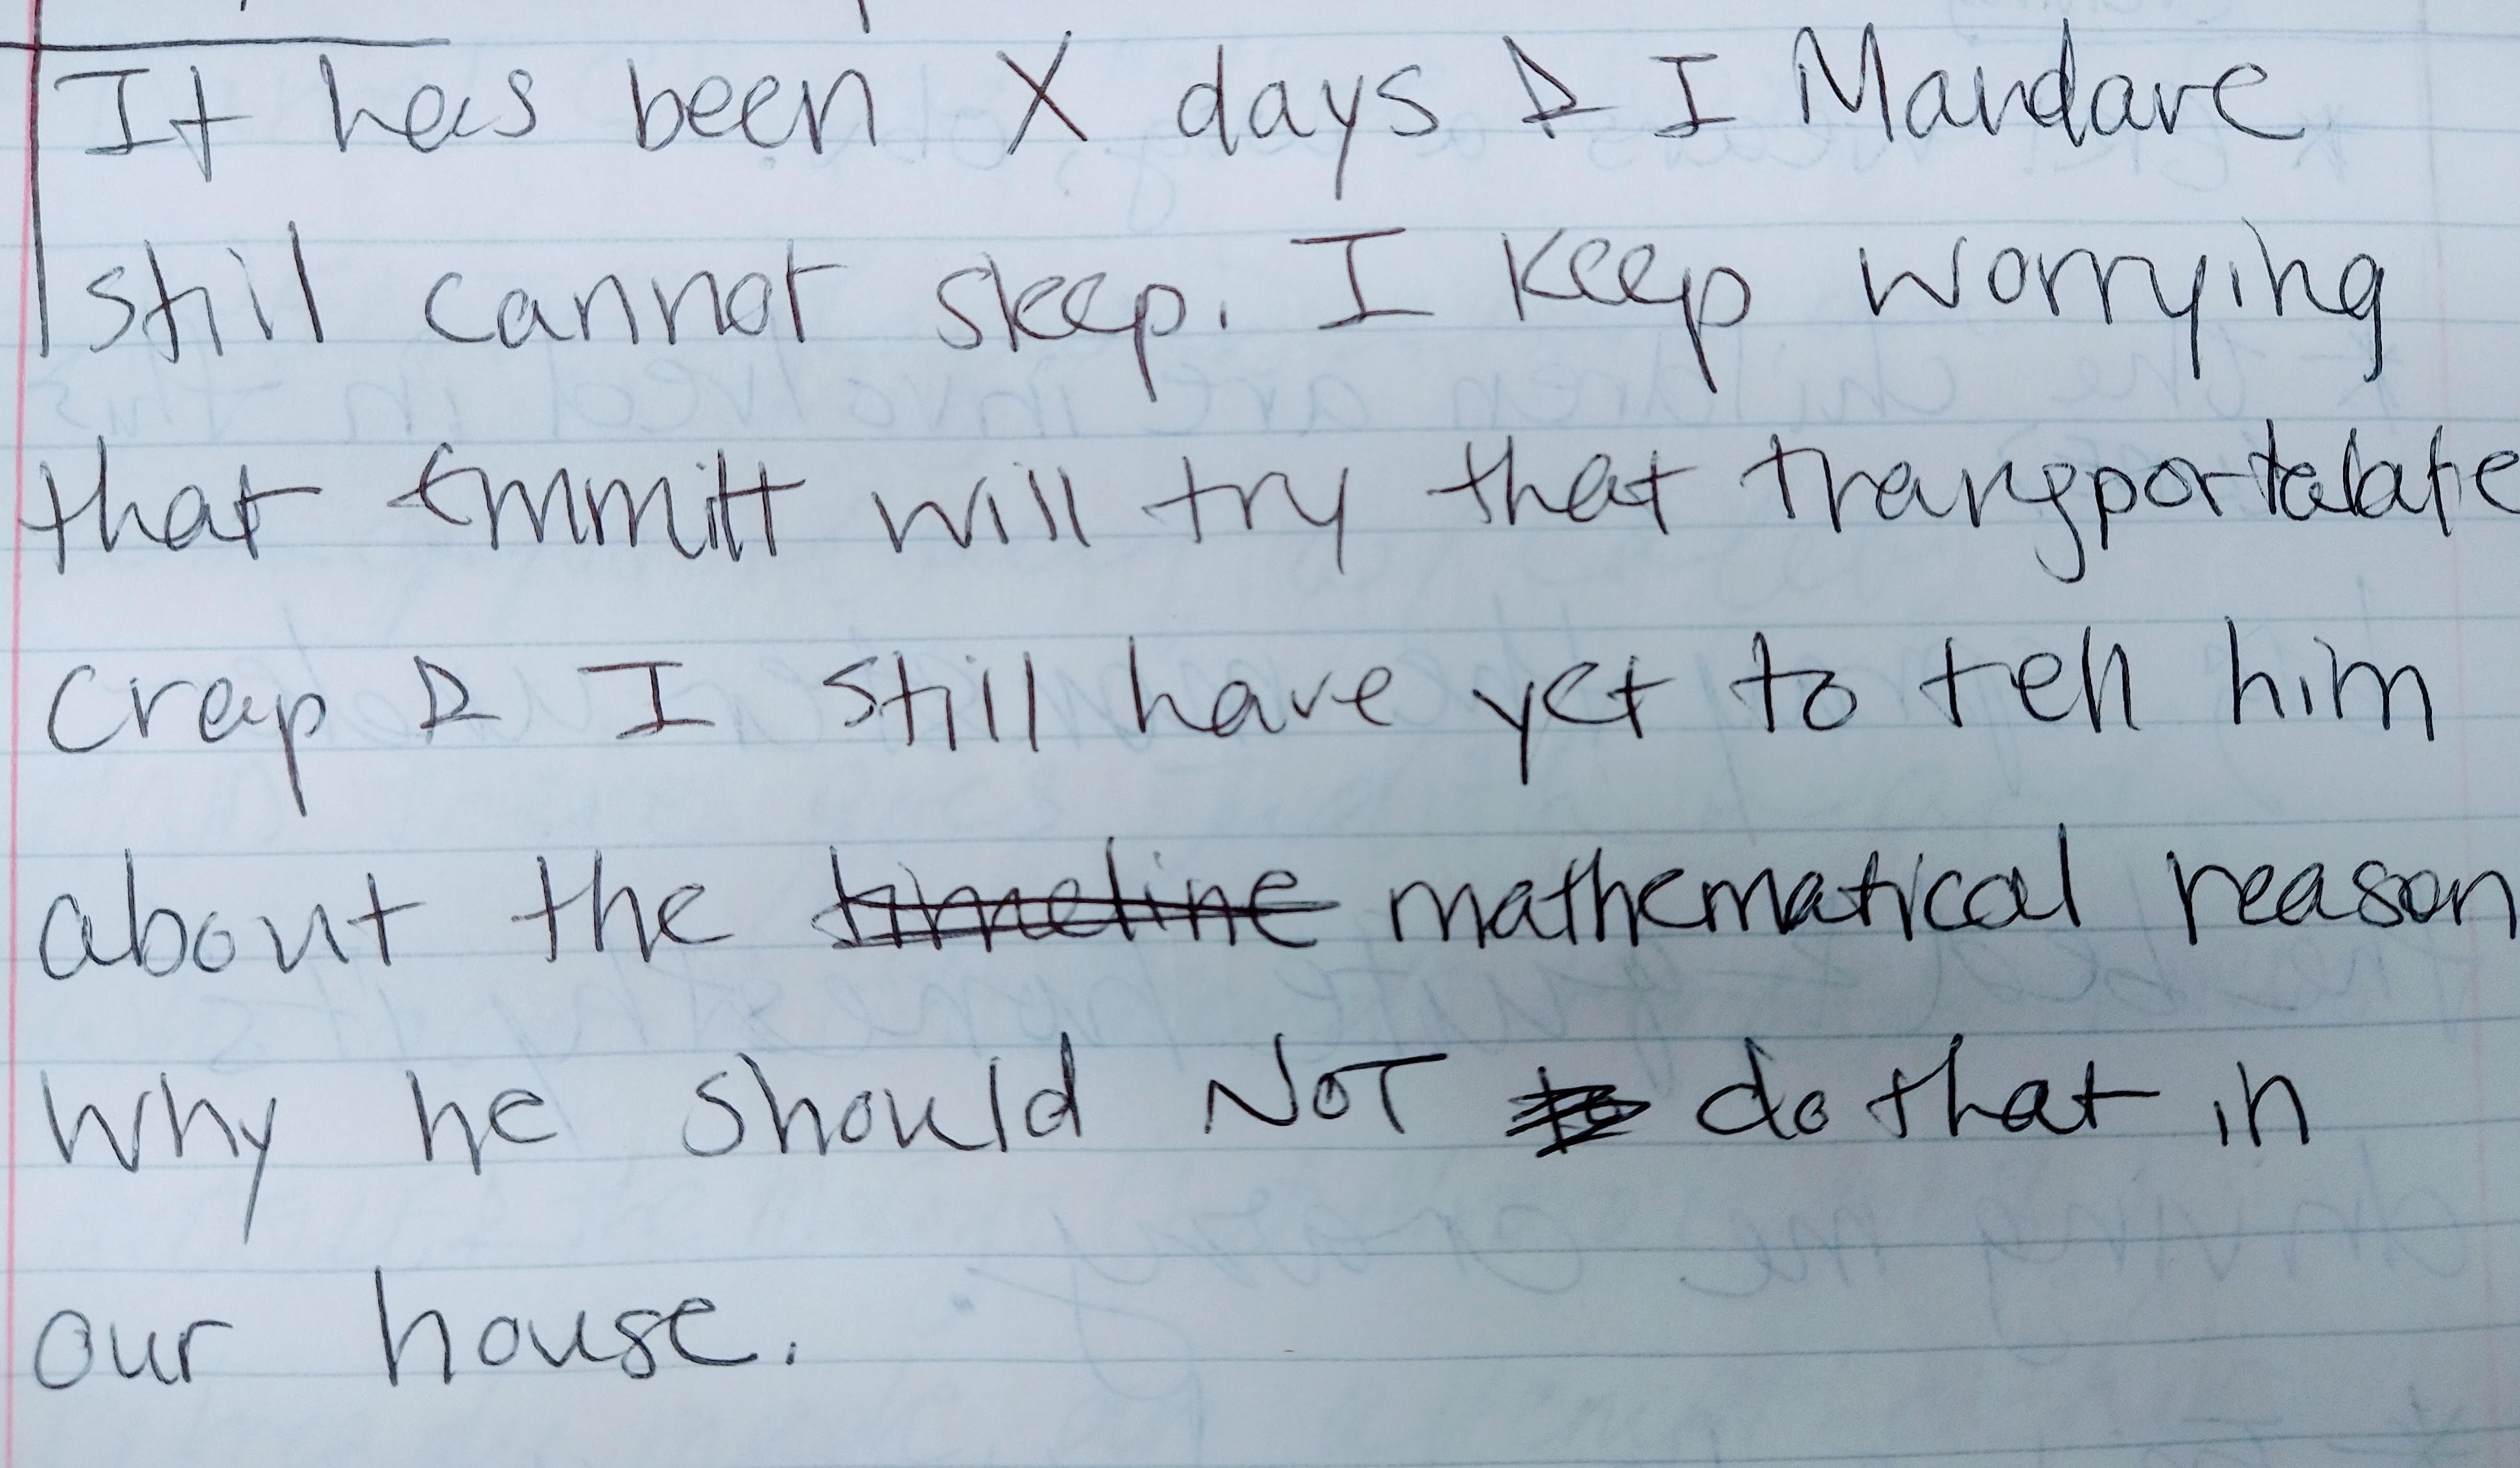 It has been X days & I Mandare
still cannot sleep. I keep worrying
that Emmitt will try that transportalate
crap & I still have yet to tell him
about the timeline mathematical reason
why he should NOT to do that in
our house.